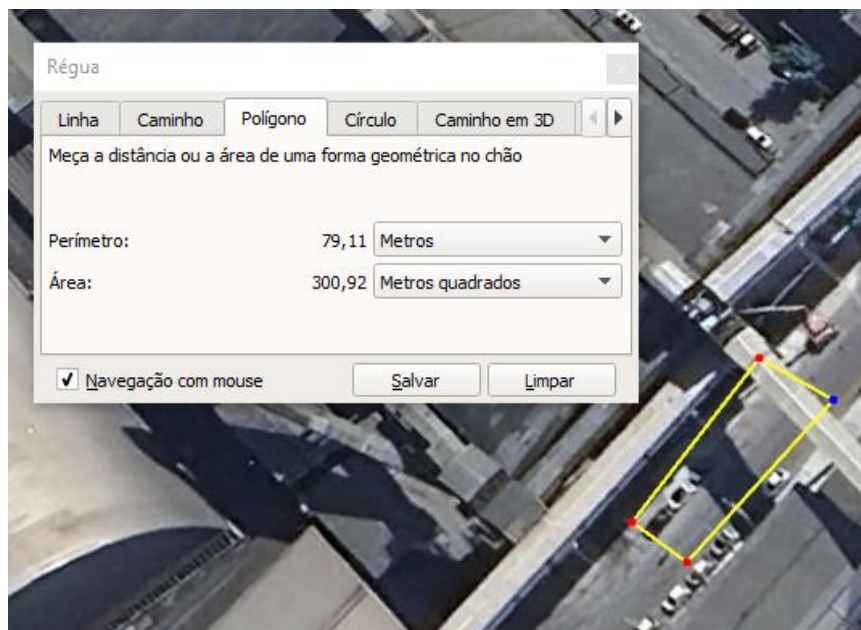 Régua
Linha Caminho Polígono Círculo Caminho em 3D
Meça a distância ou a área de uma forma geométrica no chão
Perímetro: 79,11 Metros
Área: 300,92 Metros quadrados
Navegação com mouse Salvar Limpar